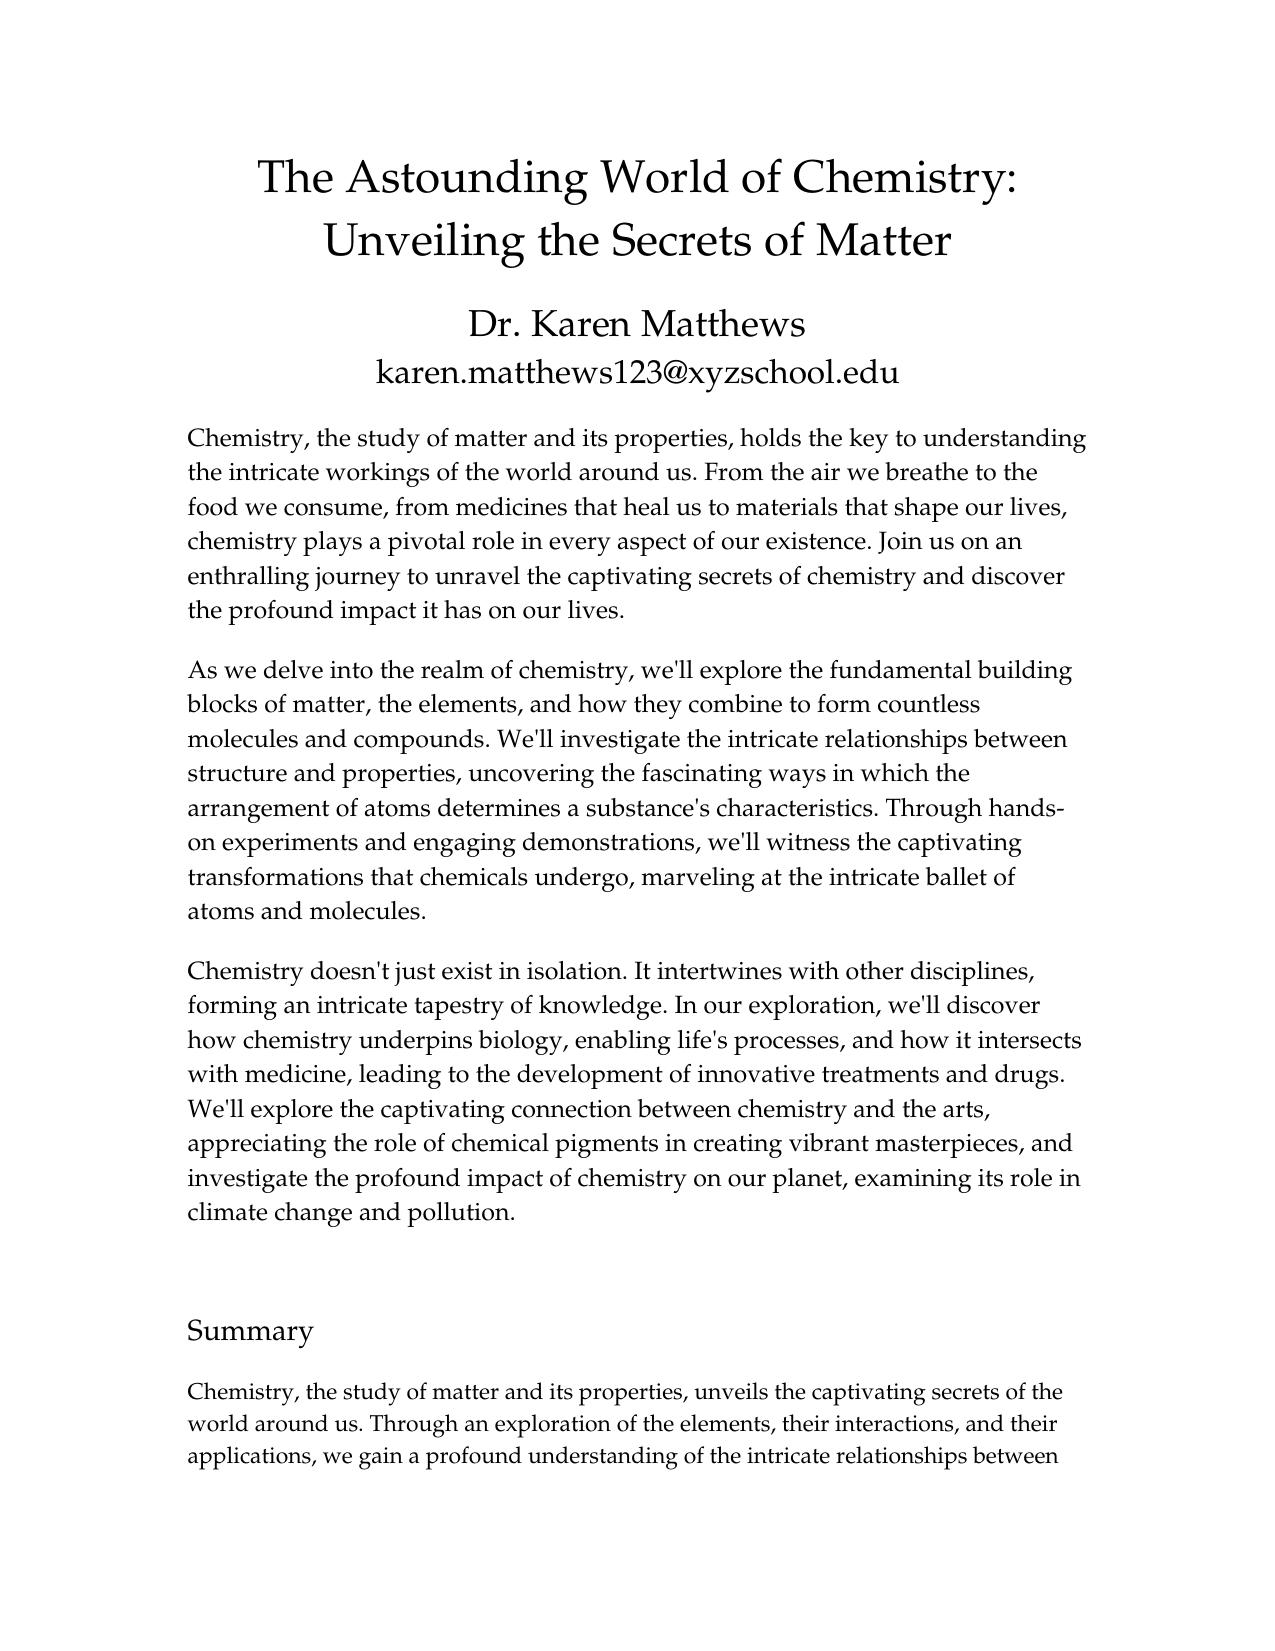 The Astounding World of Chemistry:
Unveiling the Secrets of Matter
Dr. Karen Matthews
karen.matthews123@xyzschool.edu
Chemistry, the study of matter and its properties, holds the key to understanding
the intricate workings of the world around us. From the air we breathe to the
food we consume, from medicines that heal us to materials that shape our lives,
chemistry plays a pivotal role in every aspect of our existence. Join us on an
enthralling journey to unravel the captivating secrets of chemistry and discover
the profound impact it has on our lives.
As we delve into the realm of chemistry, we'll explore the fundamental building
blocks of matter, the elements, and how they combine to form countless
molecules and compounds. We'll investigate the intricate relationships between
structure and properties, uncovering the fascinating ways in which the
arrangement of atoms determines a substance's characteristics. Through hands-
on experiments and engaging demonstrations, we'll witness the captivating
transformations that chemicals undergo, marveling at the intricate ballet of
atoms and molecules.
Chemistry doesn't just exist in isolation. It intertwines with other disciplines,
forming an intricate tapestry of knowledge. In our exploration, we'll discover
how chemistry underpins biology, enabling life's processes, and how it intersects
with medicine, leading to the development of innovative treatments and drugs.
We'll explore the captivating connection between chemistry and the arts,
appreciating the role of chemical pigments in creating vibrant masterpieces, and
investigate the profound impact of chemistry on our planet, examining its role in
climate change and pollution.
Summary
Chemistry, the study of matter and its properties, unveils the captivating secrets of the
world around us. Through an exploration of the elements, their interactions, and their
applications, we gain a profound understanding of the intricate relationships between